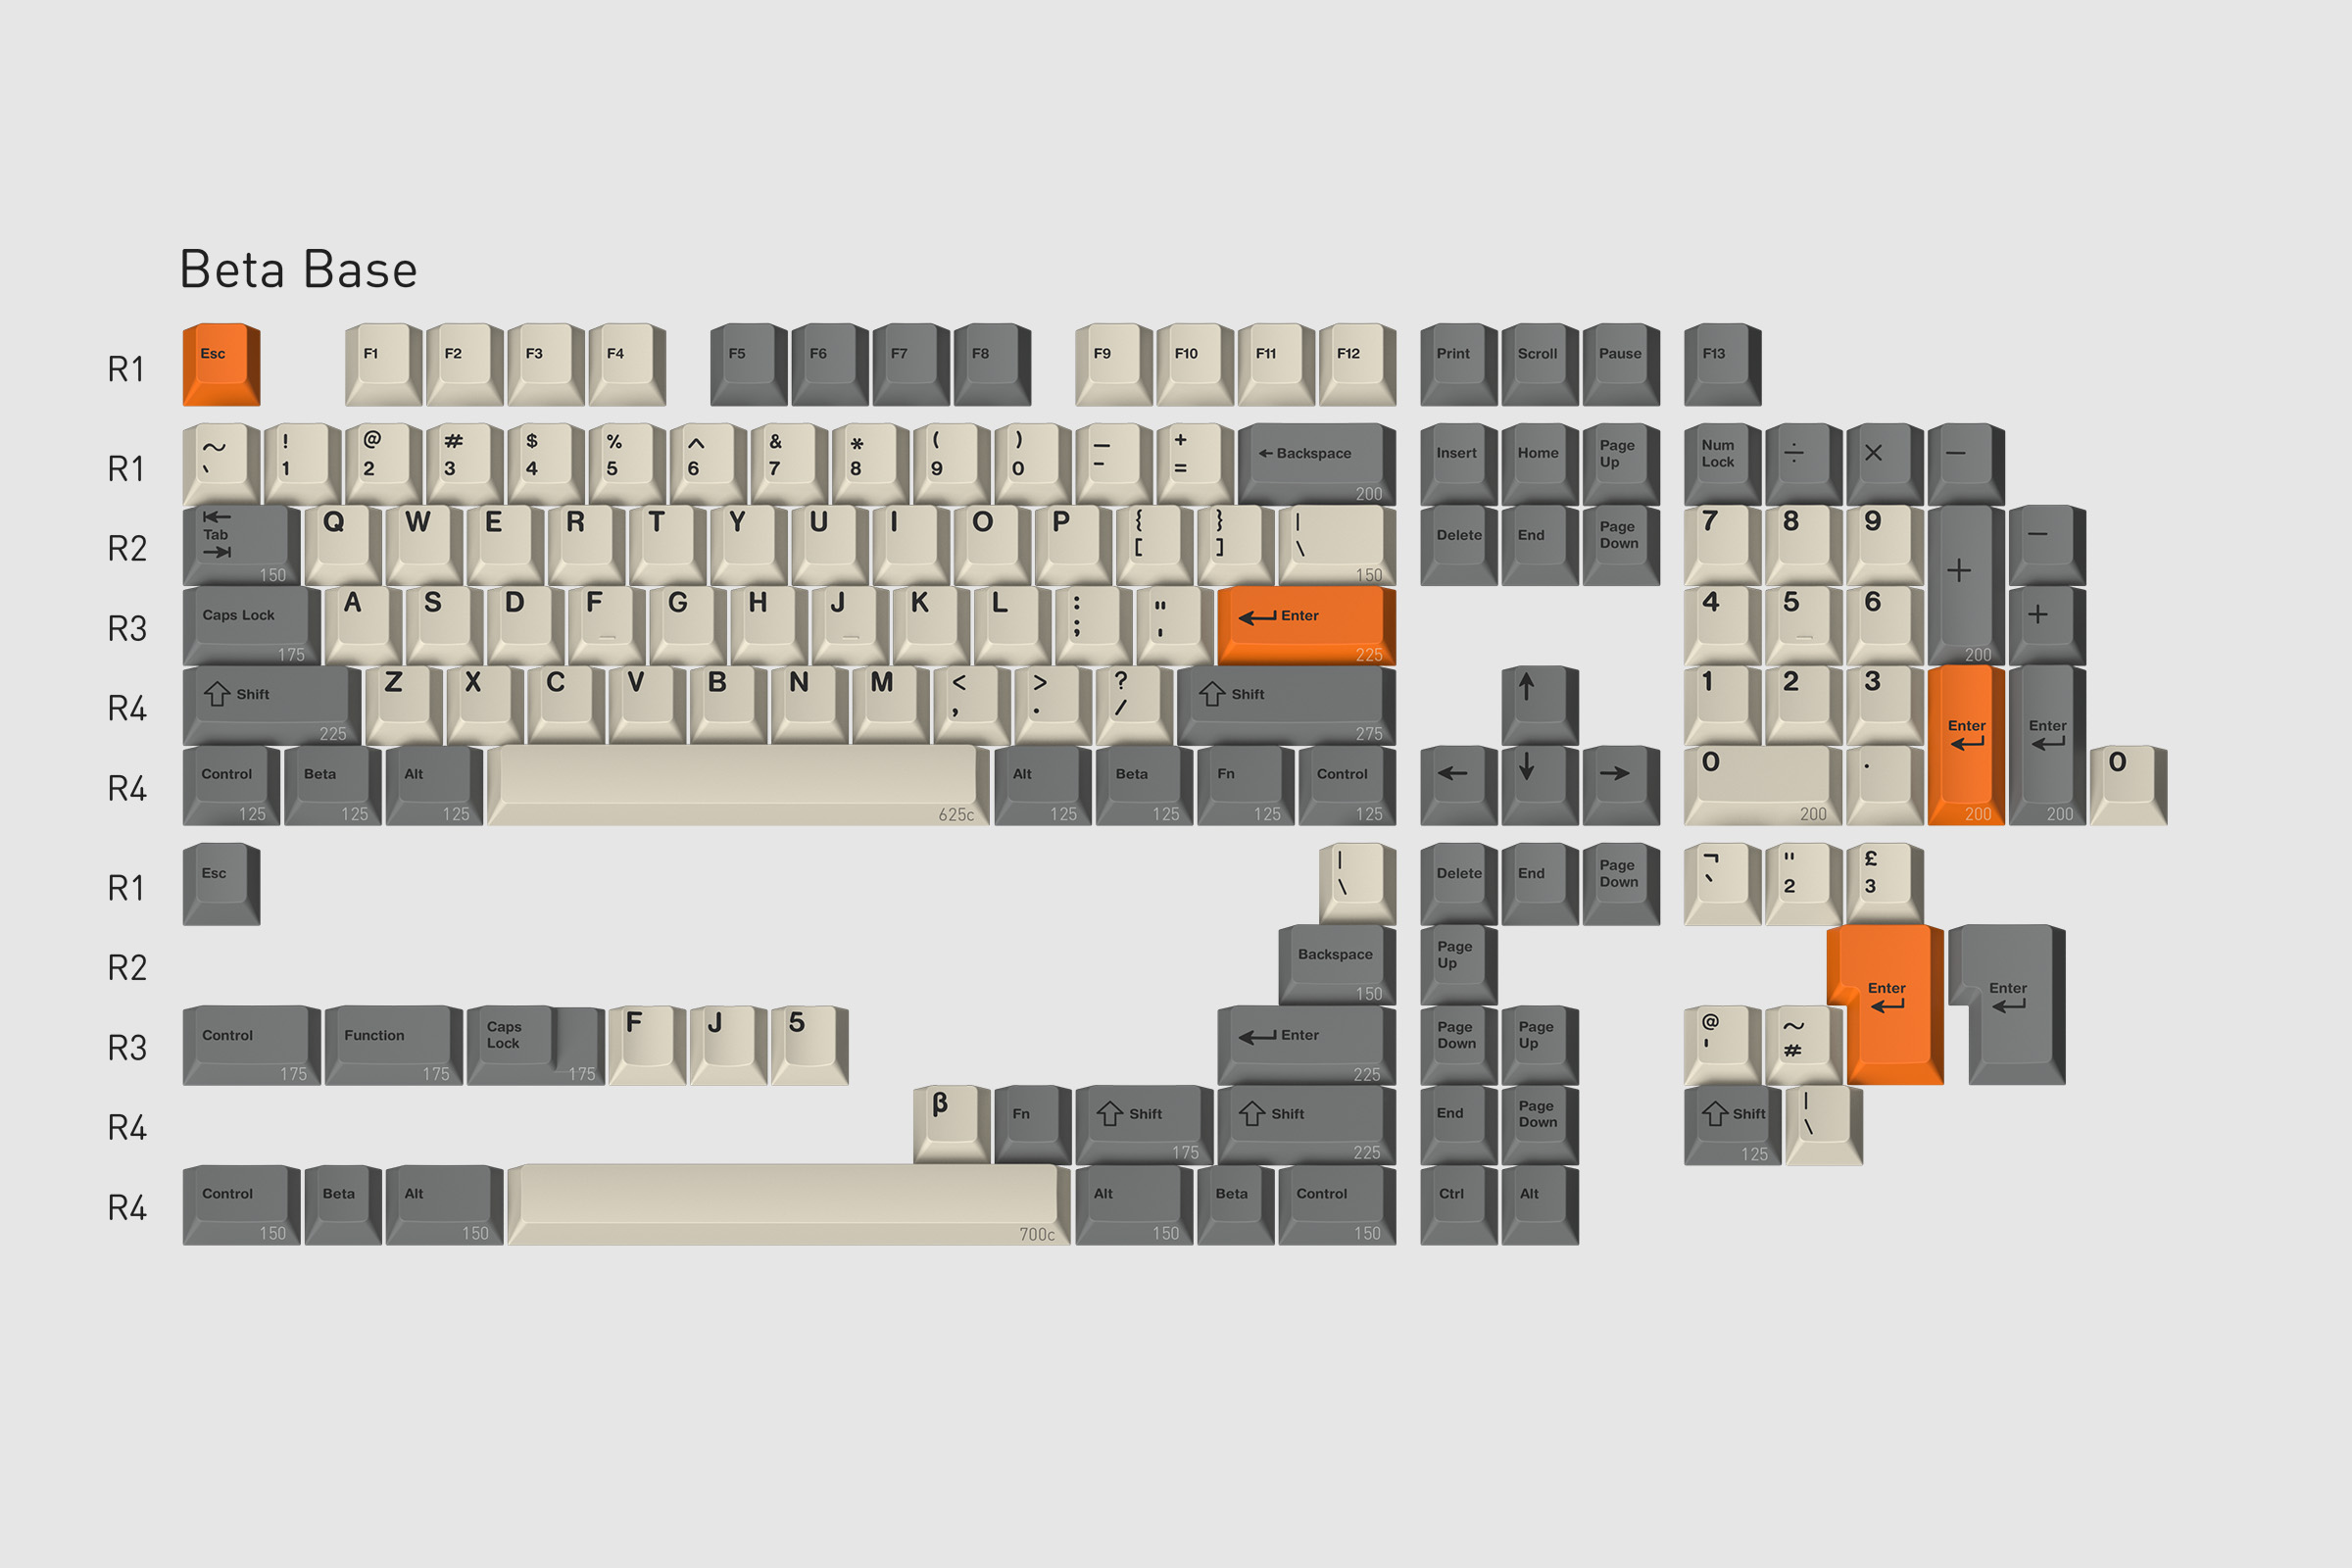 Beta Base
R1 Esc F1 F2 F3 F4 F5 F6 F7 F8 F9 F10 F11 F12 Print Scroll Pause F13
R1 ~ ` ! 1 @ 2 # 3 $ 4 % 5 ^ 6 & 7 * 8 ( 9 ) 0 _ - + = ← Backspace 200 Insert Home Page Up Num Lock ÷ × −
R2 Tab 150 Q W E R T Y U I O P { [ } ] | \ 150 Delete End Page Down 7 8 9 + 200 −
R3 Caps Lock 175 A S D F G H J K L : ; " ' Enter 225 4 5 6 +
R4 Shift 225 Z X C V B N M < , > . ? / Shift 275 ↑ 1 2 3 Enter 200 Enter 200
R4 Control 125 Beta 125 Alt 125 625c Alt 125 Beta 125 Fn 125 Control 125 ← ↓ → 0 200 . 0
R1 Esc | \ Delete End Page Down ¬ ` " 2 £ 3
R2 Backspace 150 Page Up Enter Enter
R3 Control 175 Function 175 Caps Lock 175 F J 5 Enter 225 Page Down Page Up @ ' ~ #
R4 β Fn Shift 175 Shift 225 End Page Down Shift 125 | \
R4 Control 150 Beta Alt 150 700c Alt 150 Beta Control 150 Ctrl Alt